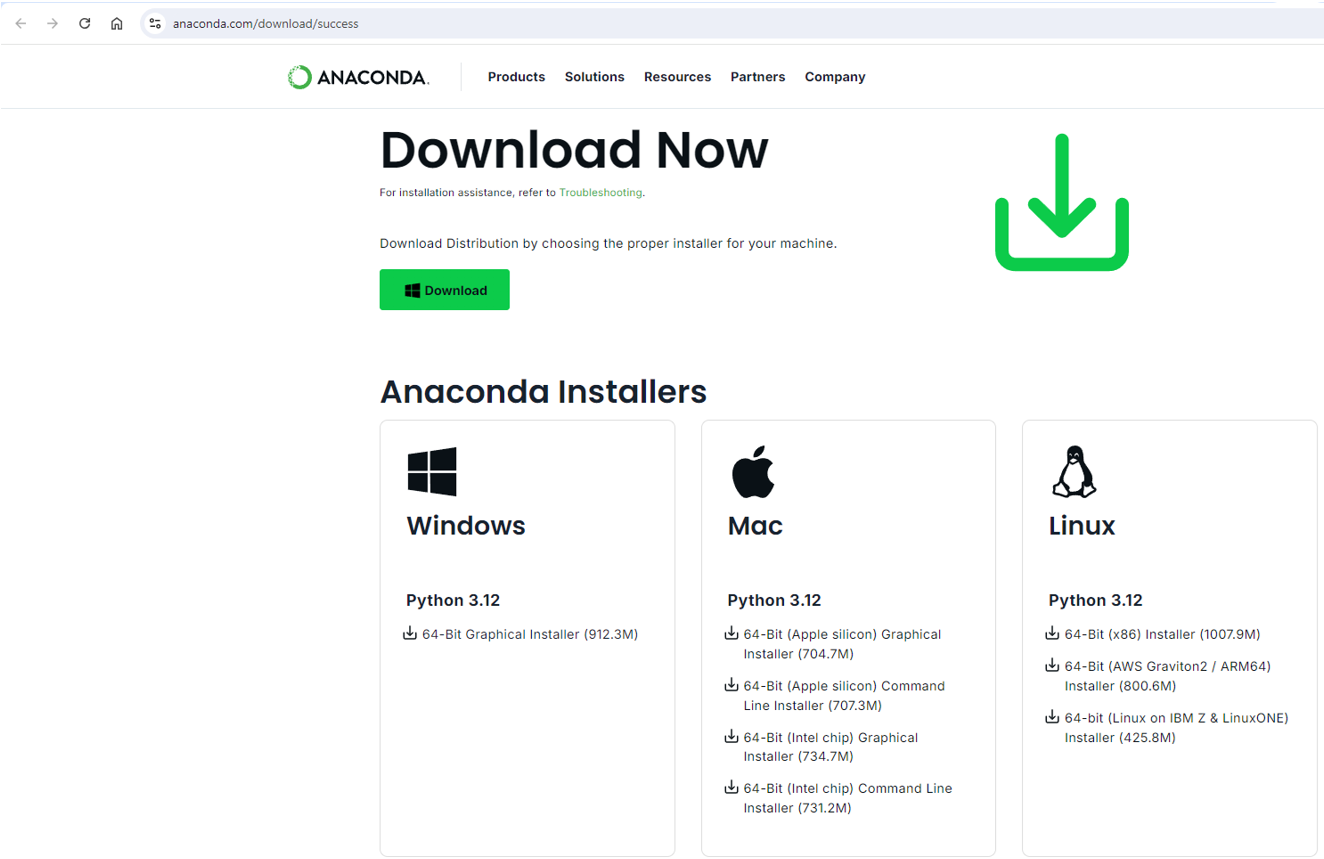 anaconda.com/download/success
ANACONDA.
Products Solutions Resources Partners Company
Download Now
For installation assistance, refer to Troubleshooting.
Download Distribution by choosing the proper installer for your machine.
Download
Anaconda Installers
Windows
Python 3.12
64-Bit Graphical Installer (912.3M)
Mac
Python 3.12
64-Bit (Apple silicon) Graphical
Installer (704.7M)
64-Bit (Apple silicon) Command
Line Installer (707.3M)
64-Bit (Intel chip) Graphical
Installer (734.7M)
64-Bit (Intel chip) Command Line
Installer (731.2M)
Linux
Python 3.12
64-Bit (x86) Installer (1007.9M)
64-Bit (AWS Graviton2 / ARM64)
Installer (800.6M)
64-bit (Linux on IBM Z & LinuxONE)
Installer (425.8M)